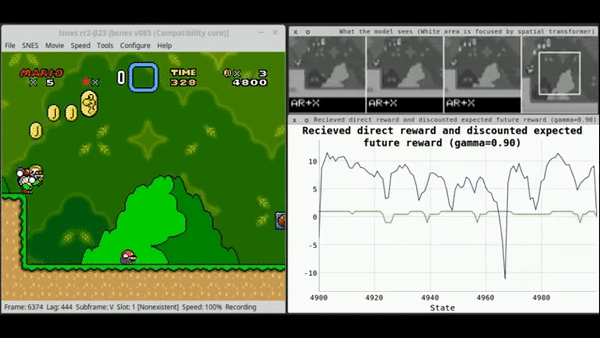 lsnes rr2-β23 [bsnes v085 (Compatibility core)]
File SNES Movie Speed Tools Configure Help
MARIO
x 5
0
TIME
328
x 3
4800
Frame: 6374 Lag: 444 Subframe: V Slot: 1 [Nonexistent] Speed: 100% Recording
x o What the model sees (White area is focused by spatial transformer)
AR+X
AR+X
AR+X
x o Recieved direct reward and discounted expected future reward (gamma=0.90)
Recieved direct reward and discounted expected
future reward (gamma=0.90)
10
5
0
-5
-10
4900 4920 4940 4960 4980
State